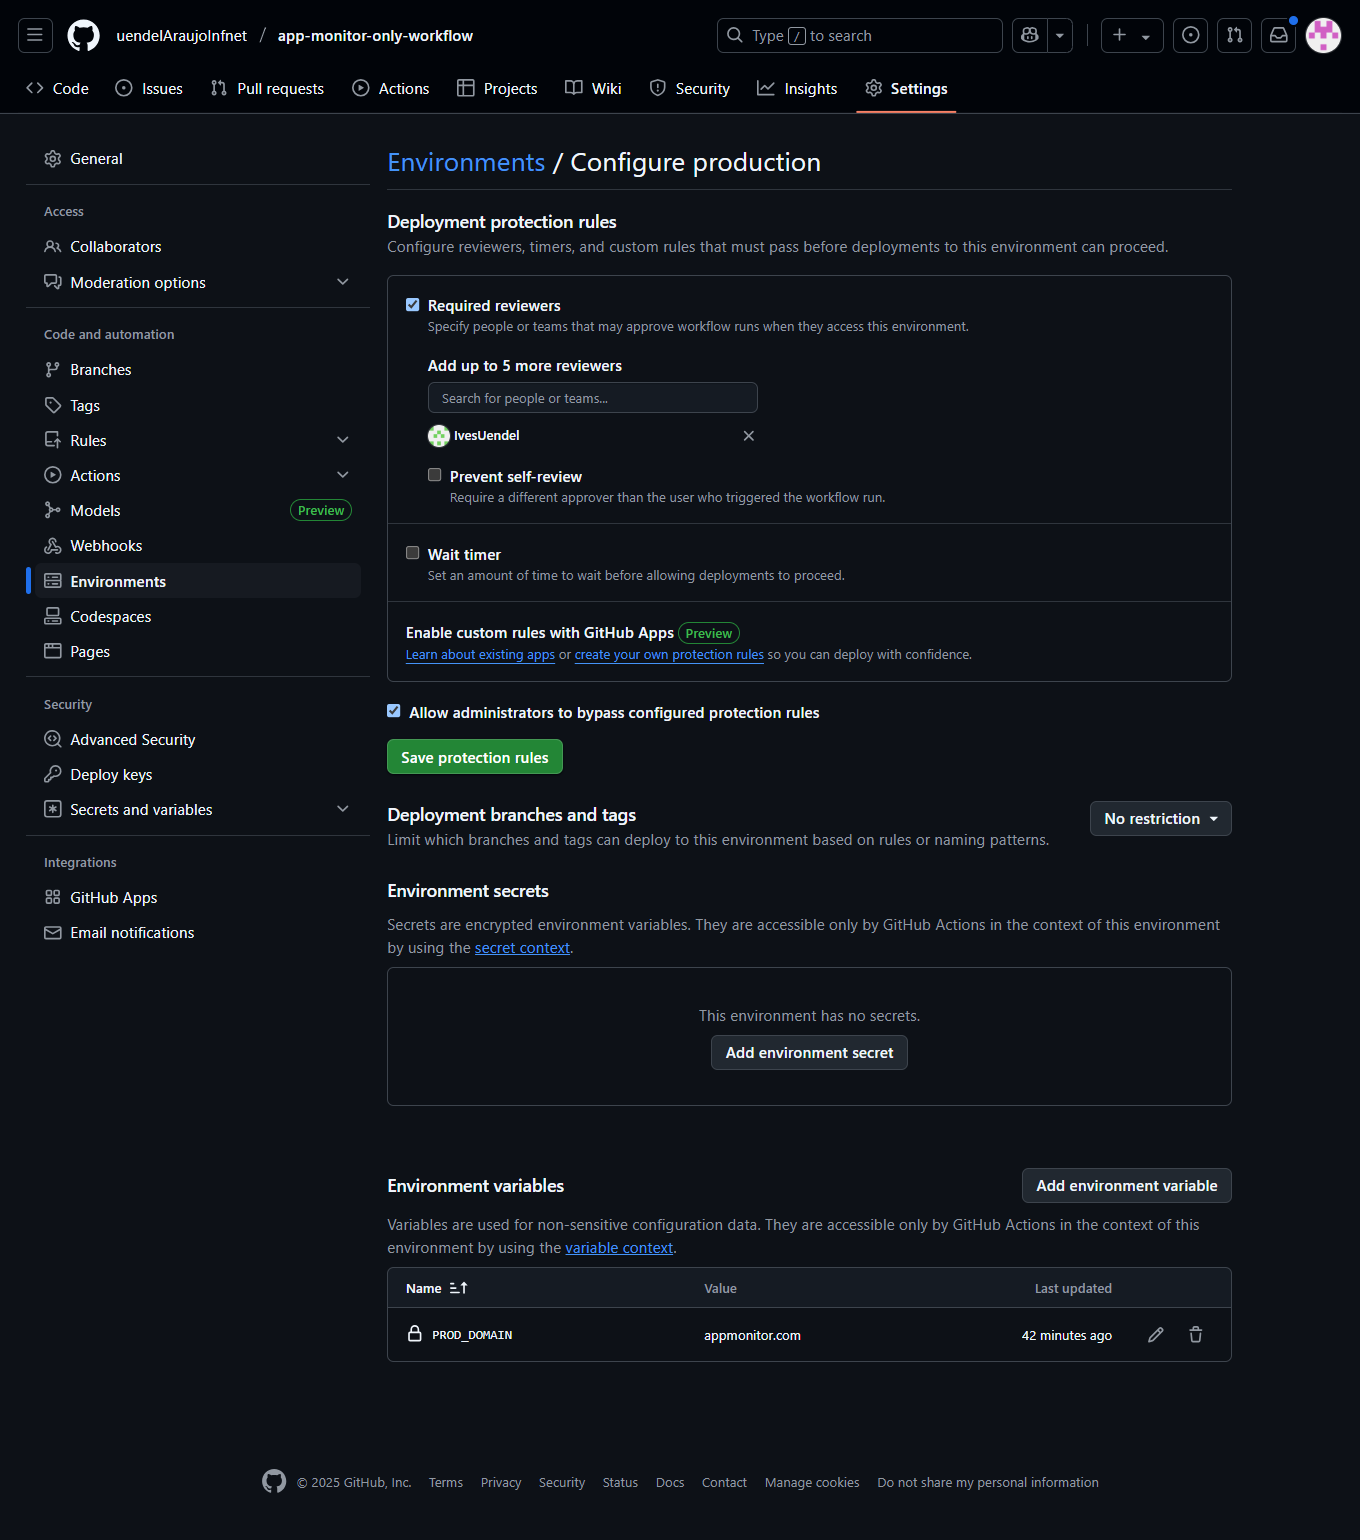 uendelAraujoInfnet / app-monitor-only-workflow
Type / to search
Code
Issues
Pull requests
Actions
Projects
Wiki
Security
Insights
Settings
General
Access
Collaborators
Moderation options
Code and automation
Branches
Tags
Rules
Actions
Models Preview
Webhooks
Environments
Codespaces
Pages
Security
Advanced Security
Deploy keys
Secrets and variables
Integrations
GitHub Apps
Email notifications
Environments / Configure production
Deployment protection rules
Configure reviewers, timers, and custom rules that must pass before deployments to this environment can proceed.
Required reviewers
Specify people or teams that may approve workflow runs when they access this environment.
Add up to 5 more reviewers
Search for people or teams...
IvesUendel
Prevent self-review
Require a different approver than the user who triggered the workflow run.
Wait timer
Set an amount of time to wait before allowing deployments to proceed.
Enable custom rules with GitHub Apps Preview
Learn about existing apps or create your own protection rules so you can deploy with confidence.
Allow administrators to bypass configured protection rules
Save protection rules
Deployment branches and tags
No restriction
Limit which branches and tags can deploy to this environment based on rules or naming patterns.
Environment secrets
Secrets are encrypted environment variables. They are accessible only by GitHub Actions in the context of this environment
by using the secret context.
This environment has no secrets.
Add environment secret
Environment variables
Add environment variable
Variables are used for non-sensitive configuration data. They are accessible only by GitHub Actions in the context of this
environment by using the variable context.
Name Value Last updated
PROD_DOMAIN appmonitor.com 42 minutes ago
© 2025 GitHub, Inc. Terms Privacy Security Status Docs Contact Manage cookies Do not share my personal information